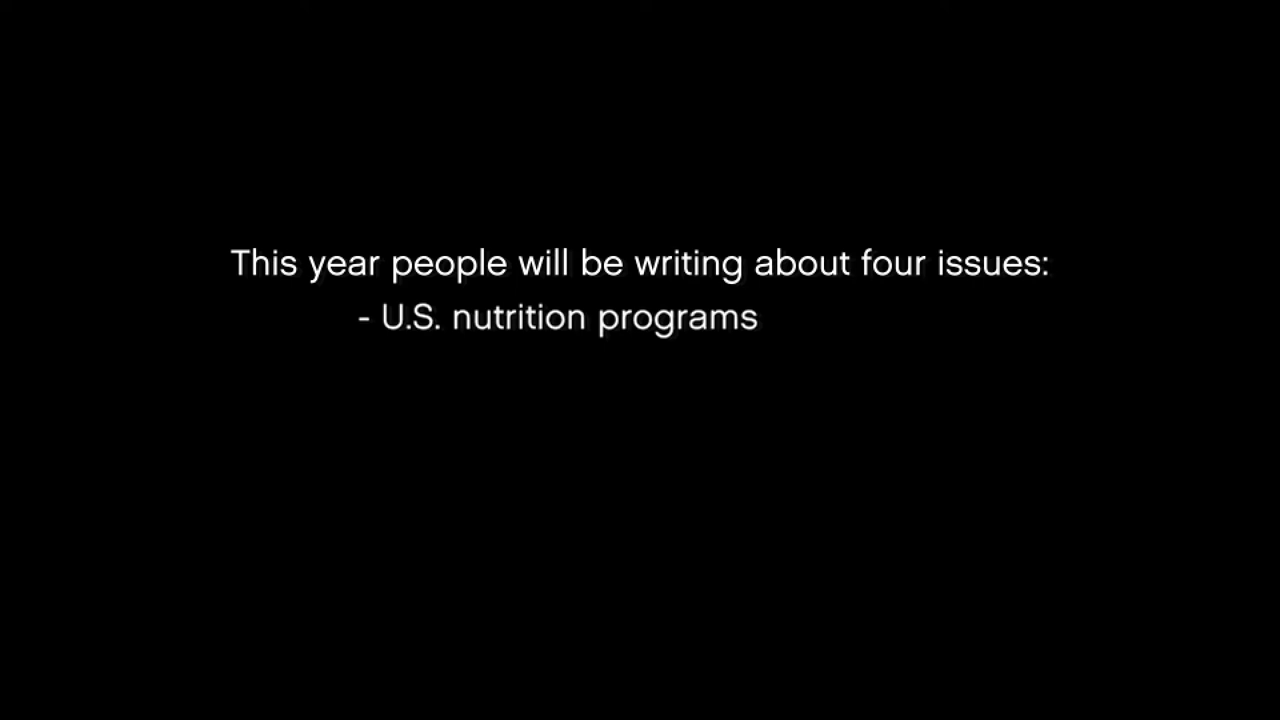 This year people will be writing about four issues:
- U.S. nutrition programs